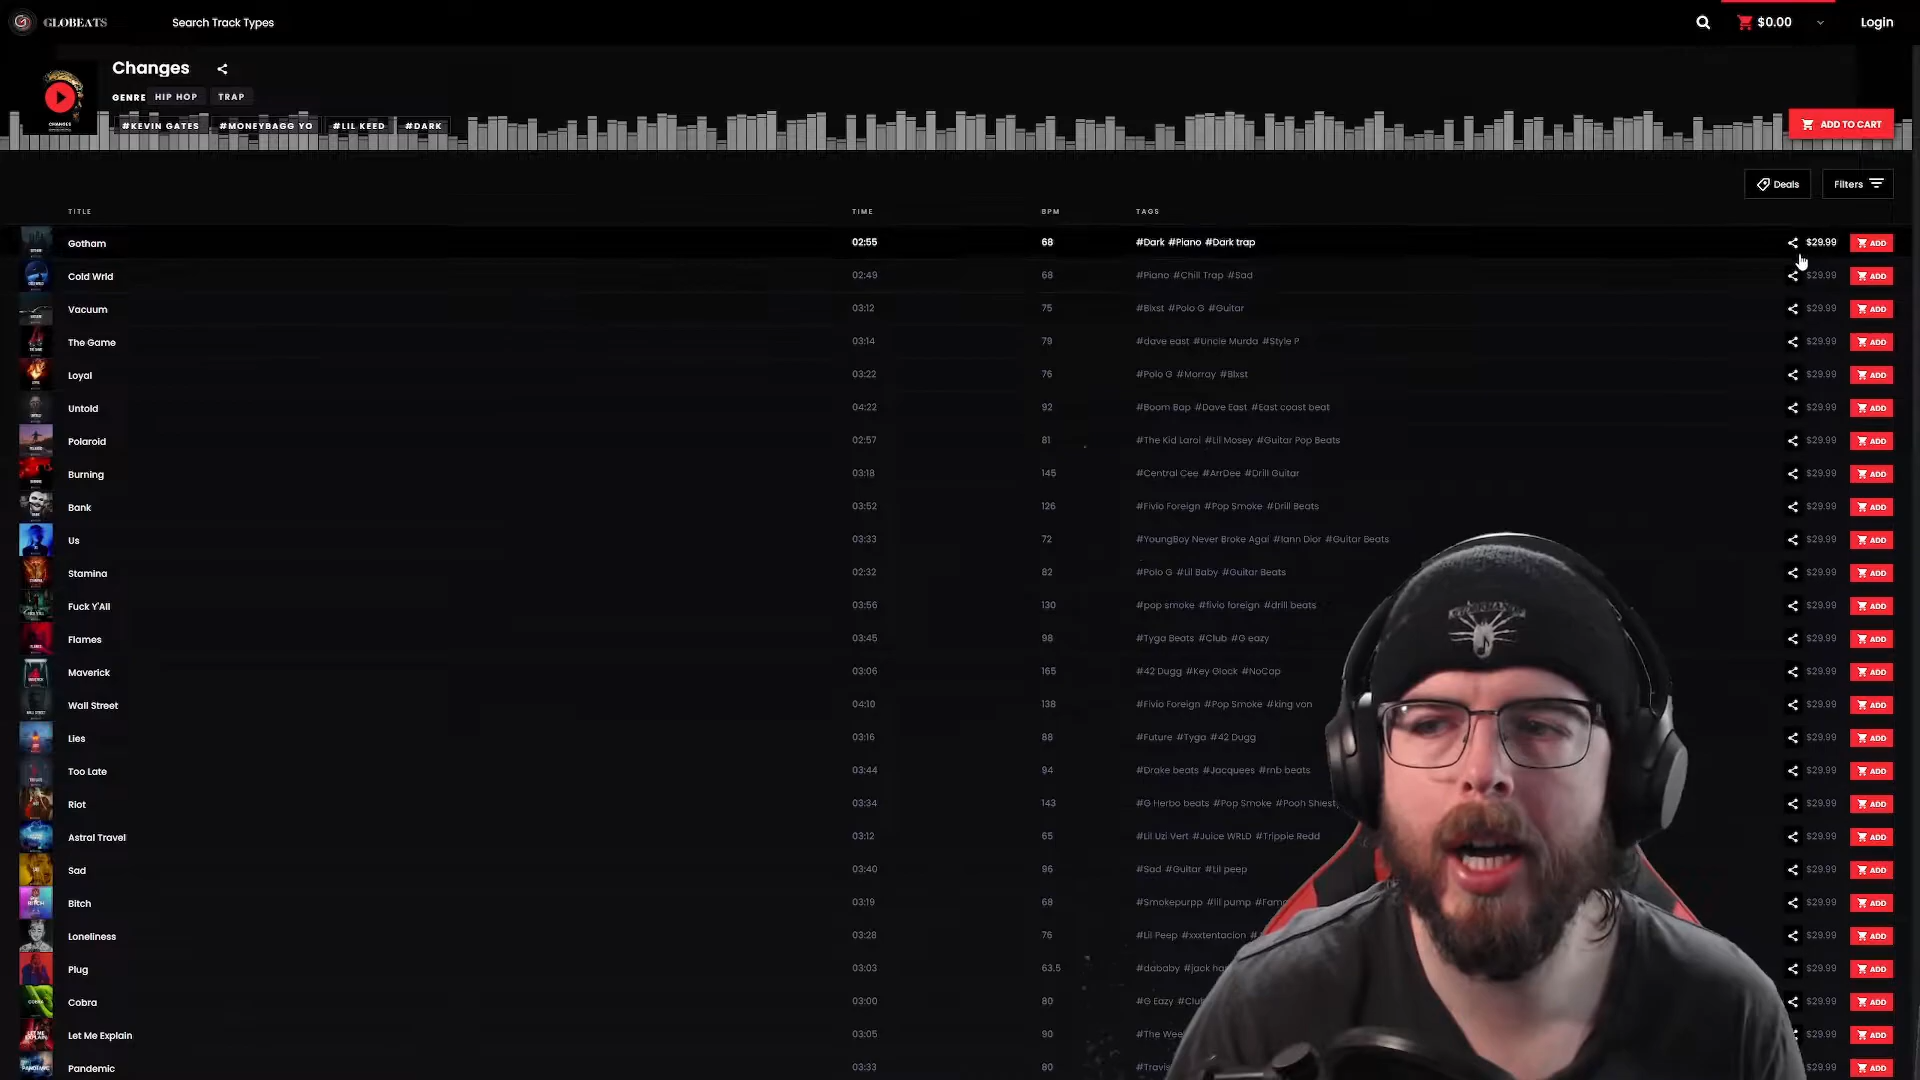 GLOBEATS Search Track Types $0.00 Login
Changes
GENRE HIP HOP TRAP
#KEVIN GATES #MONEYBAGG YO #LIL KEED #DARK
CHANGES
ADD TO CART
Deals Filters
TITLE TIME BPM TAGS
Gotham 02:55 68 #Dark #Piano #Dark trap $29.99 ADD
Cold Wrld 02:49 68 #Piano #Chill Trap #Sad $29.99 ADD
Vacuum 03:12 75 #Blxst #Polo G #Guitar $29.99 ADD
The Game 03:14 79 #dave east #Uncle Murda #Style P $29.99 ADD
Loyal 03:22 76 #Polo G #Morray #Blxst $29.99 ADD
Untold 04:22 92 #Boom Bap #Dave East #East coast beat $29.99 ADD
Polaroid 02:57 81 #The Kid Laroi #Lil Mosey #Guitar Pop Beats $29.99 ADD
Burning 03:18 145 #Central Cee #ArrDee #Drill Guitar $29.99 ADD
Bank 03:52 126 #Fivio Foreign #Pop Smoke #Drill Beats $29.99 ADD
Us 03:33 72 #YoungBoy Never Broke Agai #Iann Dior #Guitar Beats $29.99 ADD
Stamina 02:32 82 #Polo G #Lil Baby #Guitar Beats $29.99 ADD
Fuck Y'All 03:56 130 #pop smoke #fivio foreign #drill beats $29.99 ADD
Flames 03:45 98 #Tyga Beats #Club #G eazy $29.99 ADD
Maverick 03:06 165 #42 Dugg #Key Glock #NoCap $29.99 ADD
Wall Street 04:10 138 #Fivio Foreign #Pop Smoke #king von $29.99 ADD
Lies 03:16 88 #Future #Tyga #42 Dugg $29.99 ADD
Too Late 03:44 94 #Drake beats #Jacquees #rnb beats $29.99 ADD
Riot 03:34 143 #G Herbo beats #Pop Smoke #Pooh Shiest $29.99 ADD
Astral Travel 03:12 65 #Lil Uzi Vert #Juice WRLD #Trippie Redd $29.99 ADD
Sad 03:40 96 #Sad #Guitar #Lil peep $29.99 ADD
Bitch 03:19 68 #Smokepurpp #lil pump #Famo $29.99 ADD
Loneliness 03:28 76 #Lil Peep #xxxtentacion # $29.99 ADD
Plug 03:03 63.5 #dababy #jack har $29.99 ADD
Cobra 03:00 80 #G Eazy #Clu $29.99 ADD
Let Me Explain 03:05 90 #The Wee $29.99 ADD
Pandemic 03:33 80 #Travis $29.99 ADD